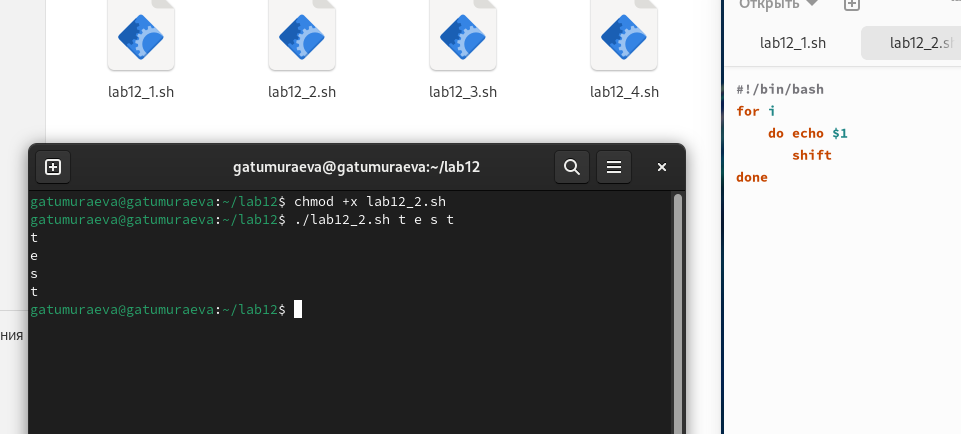 Открыть
lab12_1.sh
lab12_2.sh
lab12_3.sh
lab12_4.sh
lab12_1.sh
lab12_2.sh
#!/bin/bash
for i
do echo $1
shift
done
gatumuraeva@gatumuraeva:~/lab12
gatumuraeva@gatumuraeva:~/lab12$ chmod +x lab12_2.sh
gatumuraeva@gatumuraeva:~/lab12$ ./lab12_2.sh t e s t
t
e
s
t
gatumuraeva@gatumuraeva:~/lab12$
ния